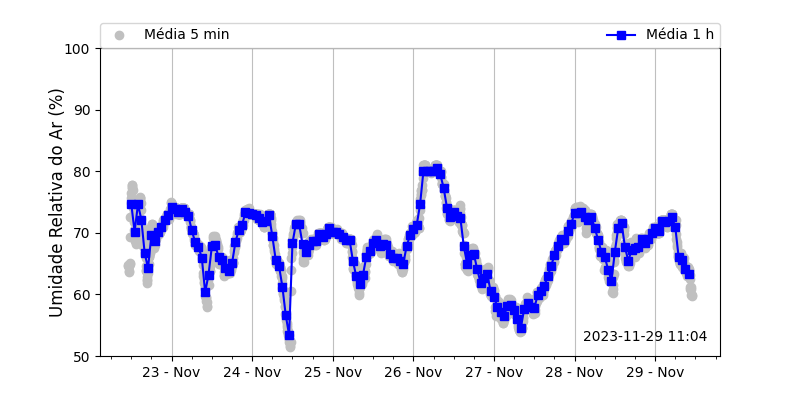 Média 5 min
Média 1 h
Umidade Relativa do Ar (%)
100
90
80
70
60
50
2023-11-29 11:04
23 - Nov
24 - Nov
25 - Nov
26 - Nov
27 - Nov
28 - Nov
29 - Nov